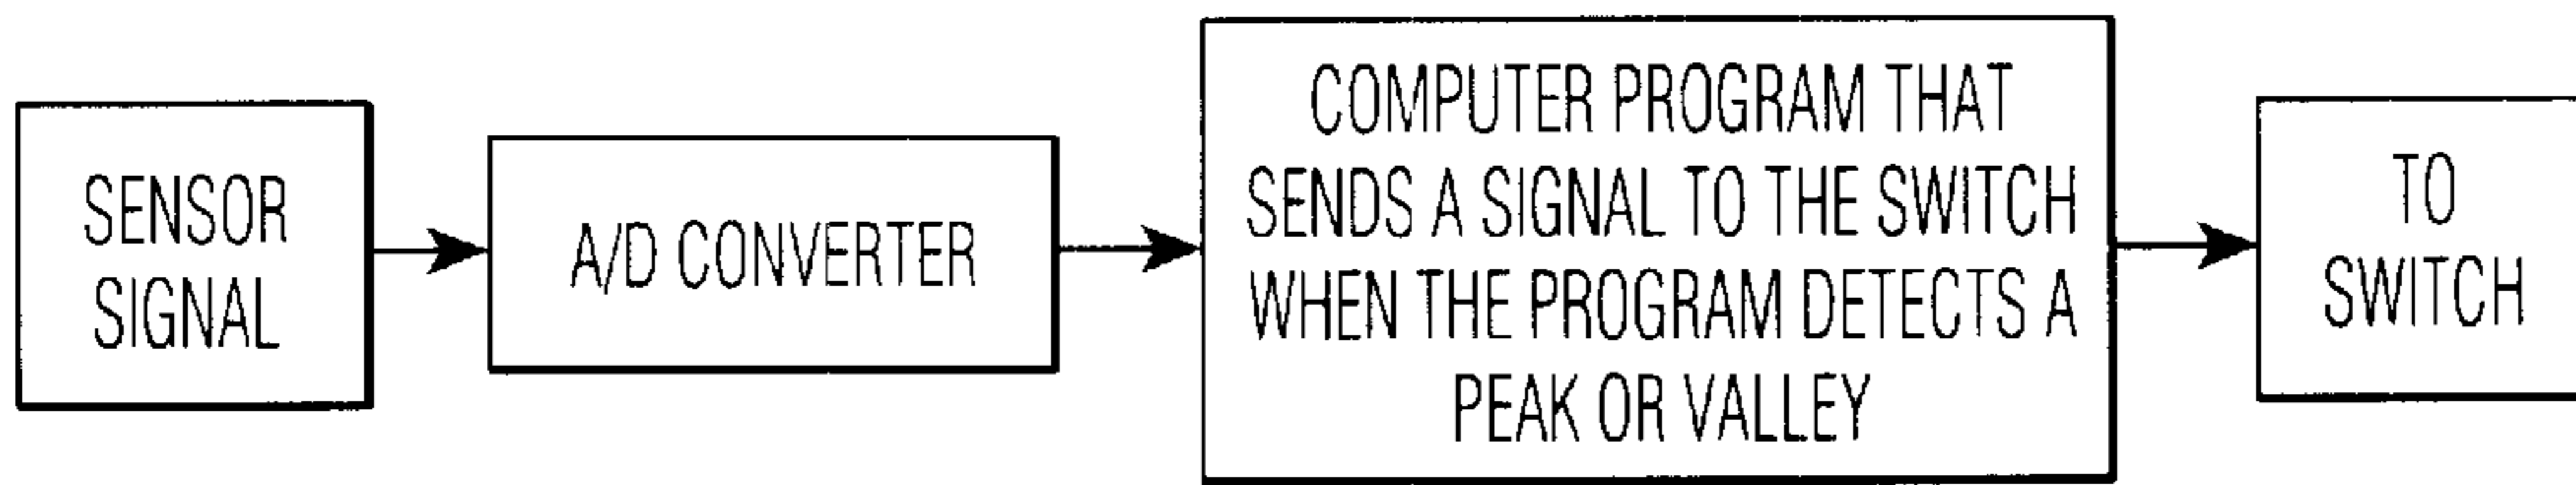 SENSOR
SIGNAL
A/D CONVERTER
COMPUTER PROGRAM THAT
SENDS A SIGNAL TO THE SWITCH
WHEN THE PROGRAM DETECTS A
PEAK OR VALLEY
TO
SWITCH